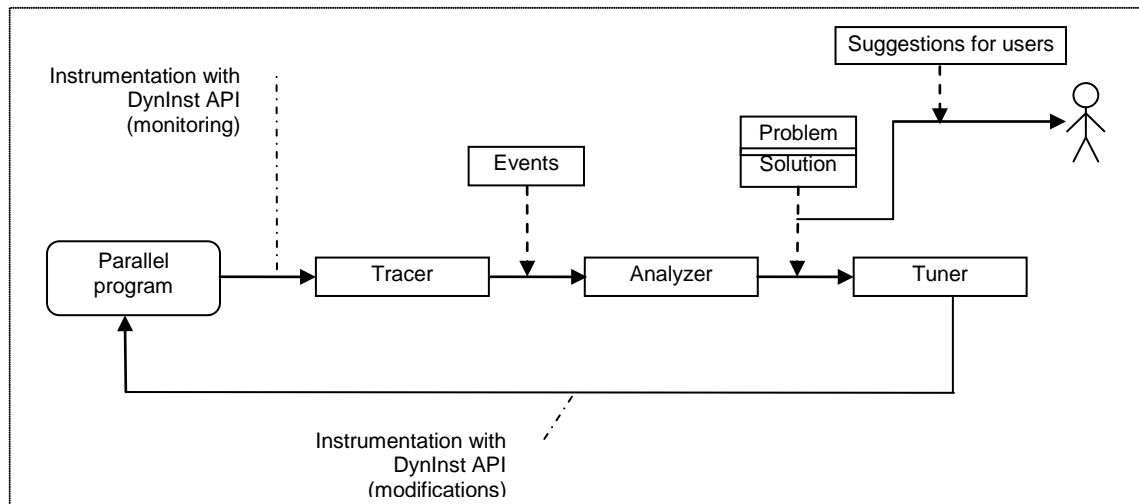 Suggestions for users
Instrumentation with
DynInst API
(monitoring)
Problem
Solution
Events
Parallel
program
Tracer
Analyzer
Tuner
Instrumentation with
DynInst API
(modifications)